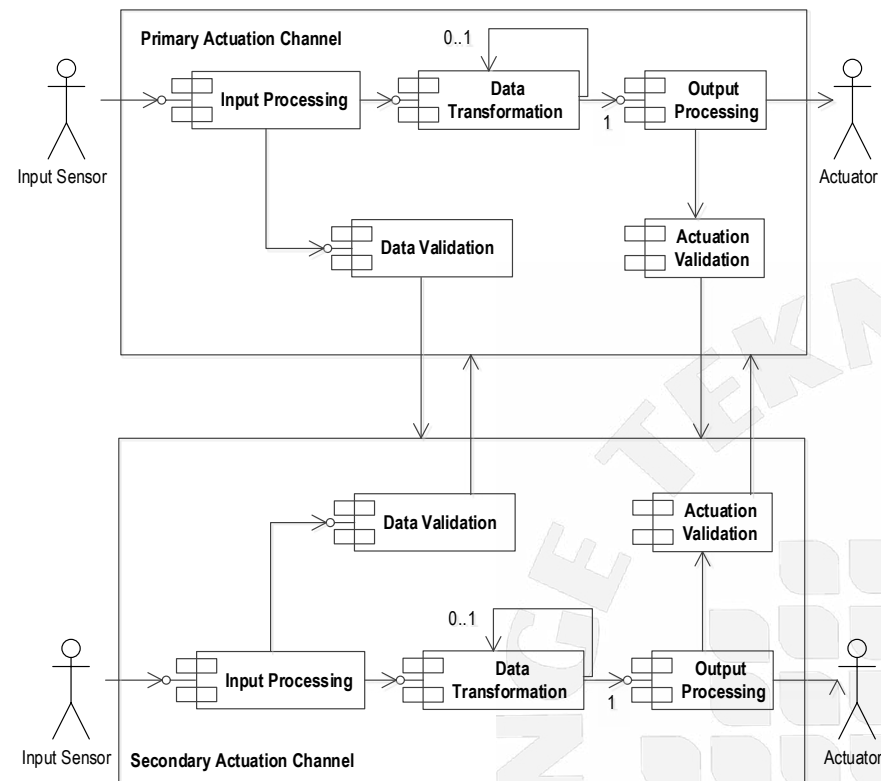 Primary Actuation Channel
0..1
Input Processing
Data
Transformation
Output
Processing
1
Input Sensor
Actuator
Data Validation
Actuation
Validation
Data Validation
Actuation
Validation
0..1
Input Processing
Data
Transformation
Output
Processing
1
Input Sensor
Secondary Actuation Channel
Actuator